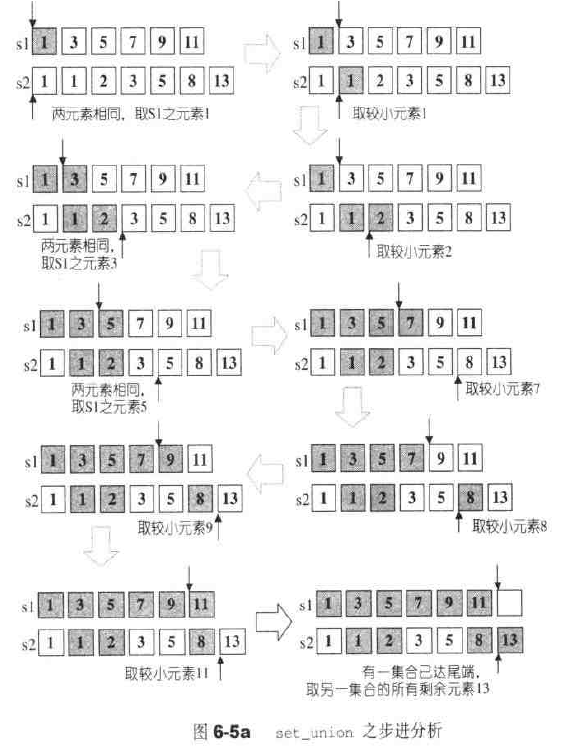 s1 1 3 5 7 9 11
s2 1 1 2 3 5 8 13
两元素相同，取S1之元素1
s1 1 3 5 7 9 11
s2 1 1 2 3 5 8 13
取较小元素1
s1 1 3 5 7 9 11
s2 1 1 2 3 5 8 13
两元素相同，
取S1之元素3
s1 1 3 5 7 9 11
s2 1 1 2 3 5 8 13
取较小元素2
s1 1 3 5 7 9 11
s2 1 1 2 3 5 8 13
两元素相同，
取S1之元素5
s1 1 3 5 7 9 11
s2 1 1 2 3 5 8 13
取较小元素7
s1 1 3 5 7 9 11
s2 1 1 2 3 5 8 13
取较小元素9
s1 1 3 5 7 9 11
s2 1 1 2 3 5 8 13
取较小元素8
s1 1 3 5 7 9 11
s2 1 1 2 3 5 8 13
取较小元素11
s1 1 3 5 7 9 11
s2 1 1 2 3 5 8 13
有一集合已达尾端，
取另一集合的所有剩余元素13
图 6-5a set_union 之步进分析